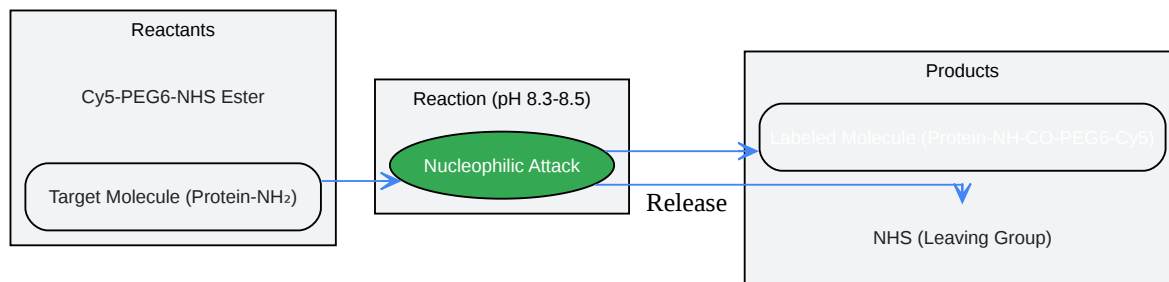 Reactants
Cy5-PEG6-NHS Ester
Target Molecule (Protein-NH₂)
Reaction (pH 8.3-8.5)
Nucleophilic Attack
Release
Products
Labeled Molecule (Protein-NH-CO-PEG6-Cy5)
NHS (Leaving Group)